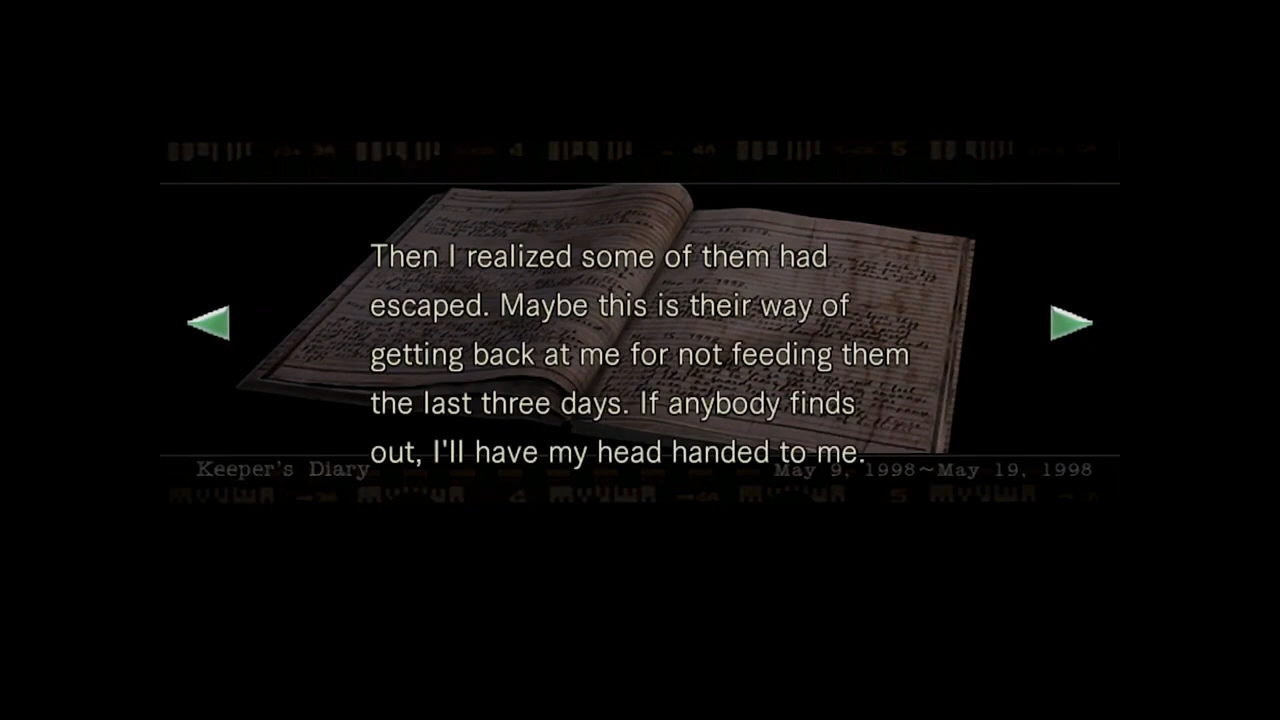 Then I realized some of them had
escaped. Maybe this is their way of
getting back at me for not feeding them
the last three days. If anybody finds
out, I'll have my head handed to me.
Keeper's Diary
May 9, 1998~May 19, 1998